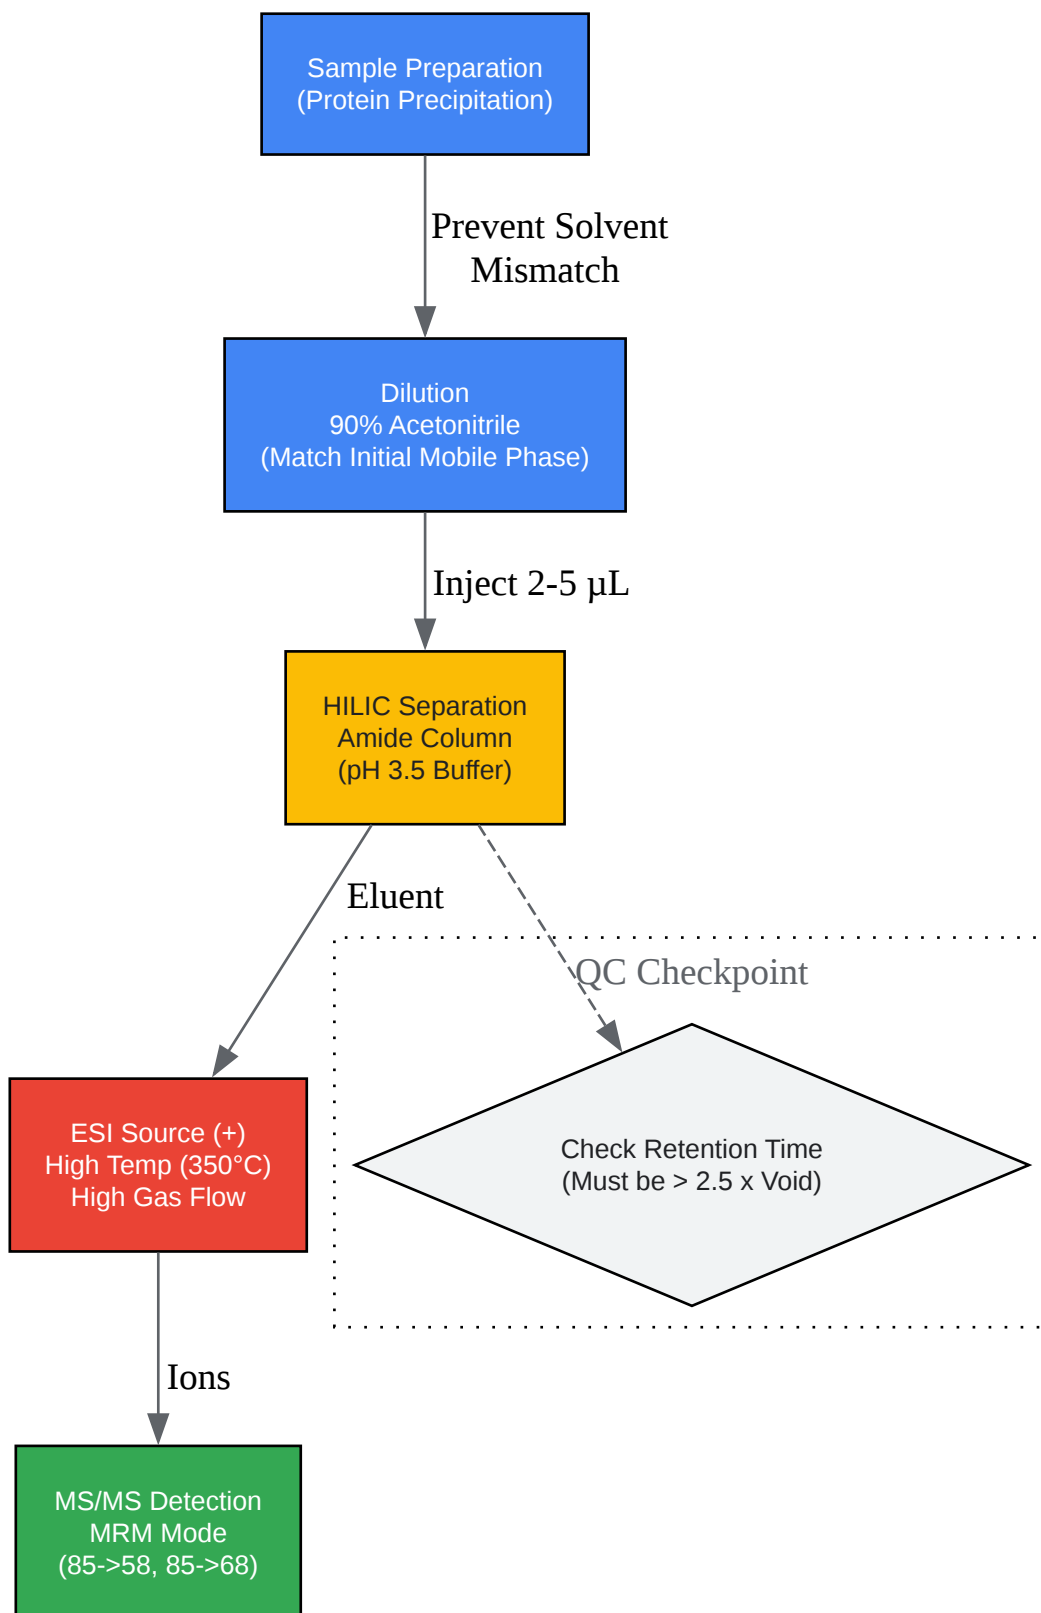 Sample Preparation
(Protein Precipitation)
Prevent Solvent
Mismatch
Dilution
90% Acetonitrile
(Match Initial Mobile Phase)
Inject 2-5 µL
HILIC Separation
Amide Column
(pH 3.5 Buffer)
Eluent
QC Checkpoint
ESI Source (+)
High Temp (350°C)
High Gas Flow
Check Retention Time
(Must be > 2.5 x Void)
Ions
MS/MS Detection
MRM Mode
(85->58, 85->68)